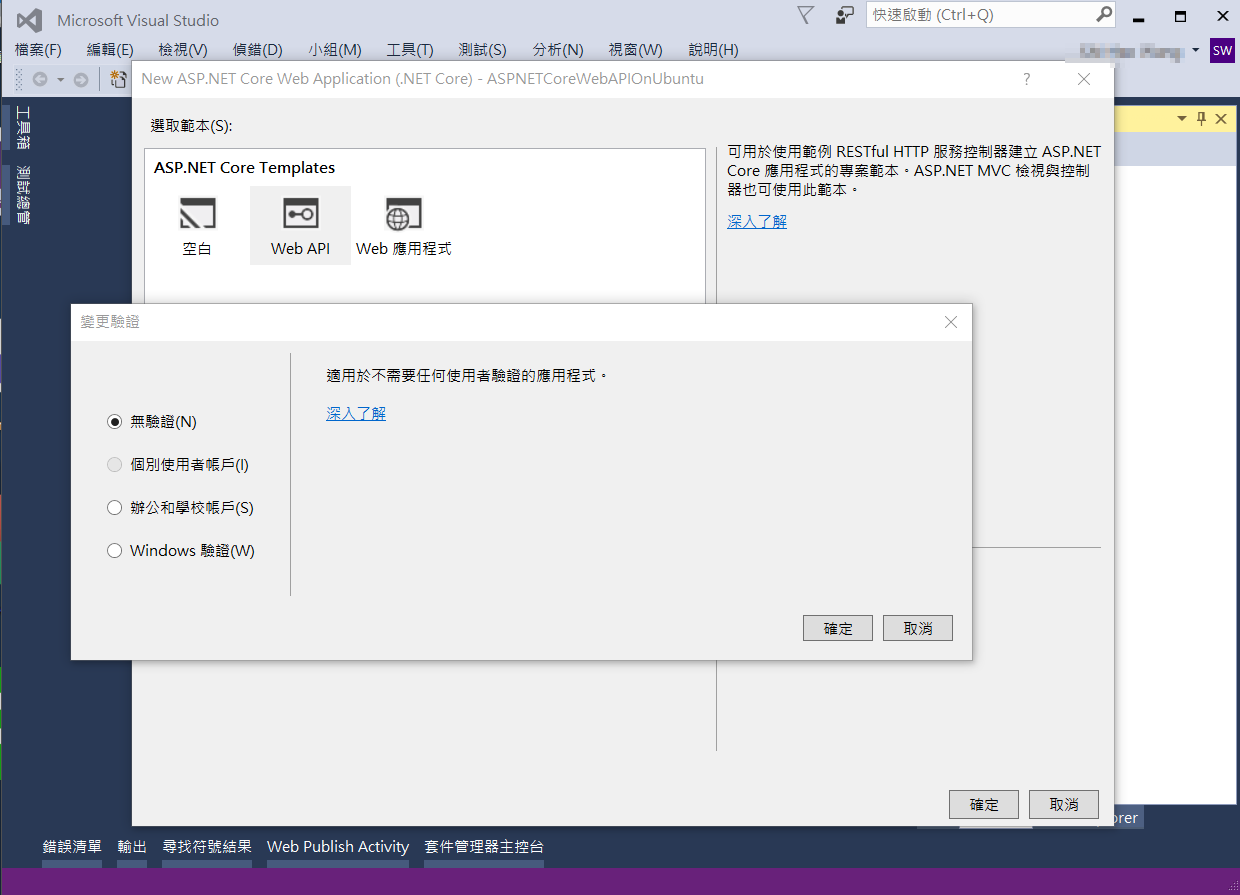 Microsoft Visual Studio
快速啟動 (Ctrl+Q)
檔案(F) 編輯(E) 檢視(V) 偵錯(D) 小組(M) 工具(T) 測試(S) 分析(N) 視窗(W) 說明(H)
SW
New ASP.NET Core Web Application (.NET Core) - ASPNETCoreWebAPIOnUbuntu
?
工具箱
測試總管
選取範本(S):
ASP.NET Core Templates
空白
Web API
Web 應用程式
可用於使用範例 RESTful HTTP 服務控制器建立 ASP.NET
Core 應用程式的專案範本。ASP.NET MVC 檢視與控制
器也可使用此範本。
深入了解
變更驗證
適用於不需要任何使用者驗證的應用程式。
深入了解
無驗證(N)
個別使用者帳戶(I)
辦公和學校帳戶(S)
Windows 驗證(W)
確定
取消
確定
取消
orer
錯誤清單 輸出 尋找符號結果 Web Publish Activity 套件管理器主控台